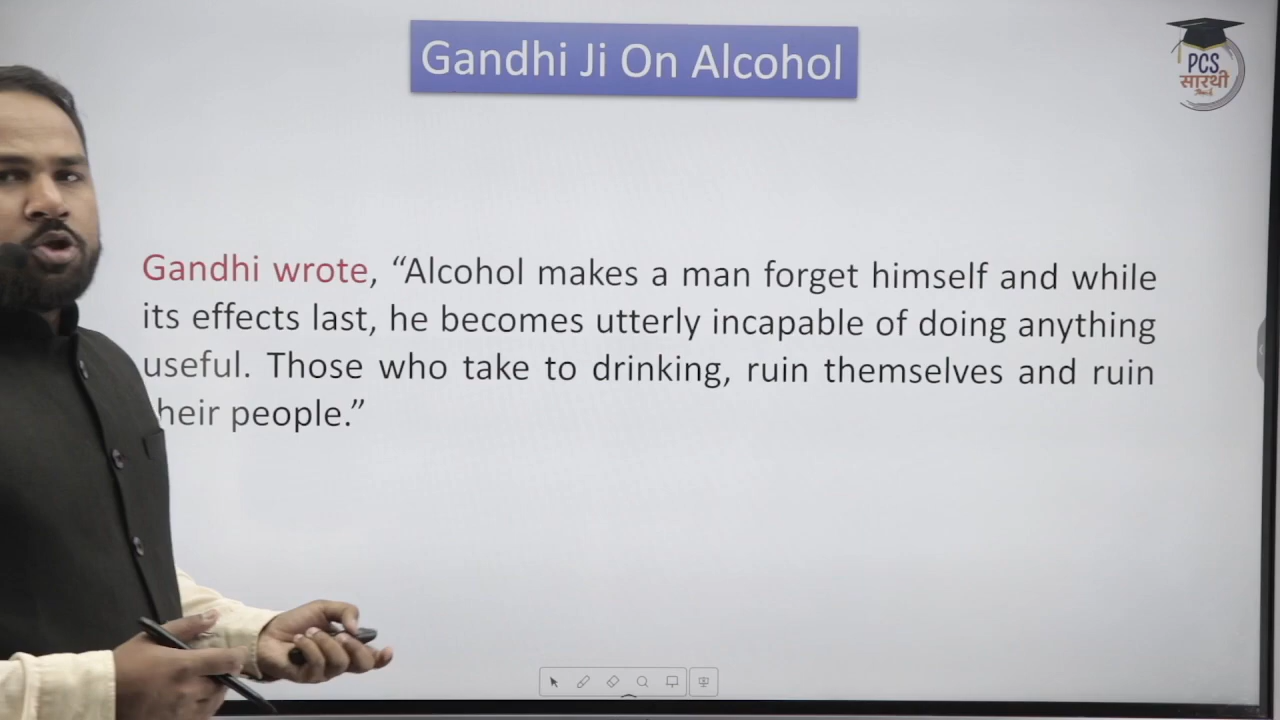 Gandhi Ji On Alcohol
PCS
सारथी
Gandhi wrote, “Alcohol makes a man forget himself and while
its effects last, he becomes utterly incapable of doing anything
useful. Those who take to drinking, ruin themselves and ruin
heir people.”